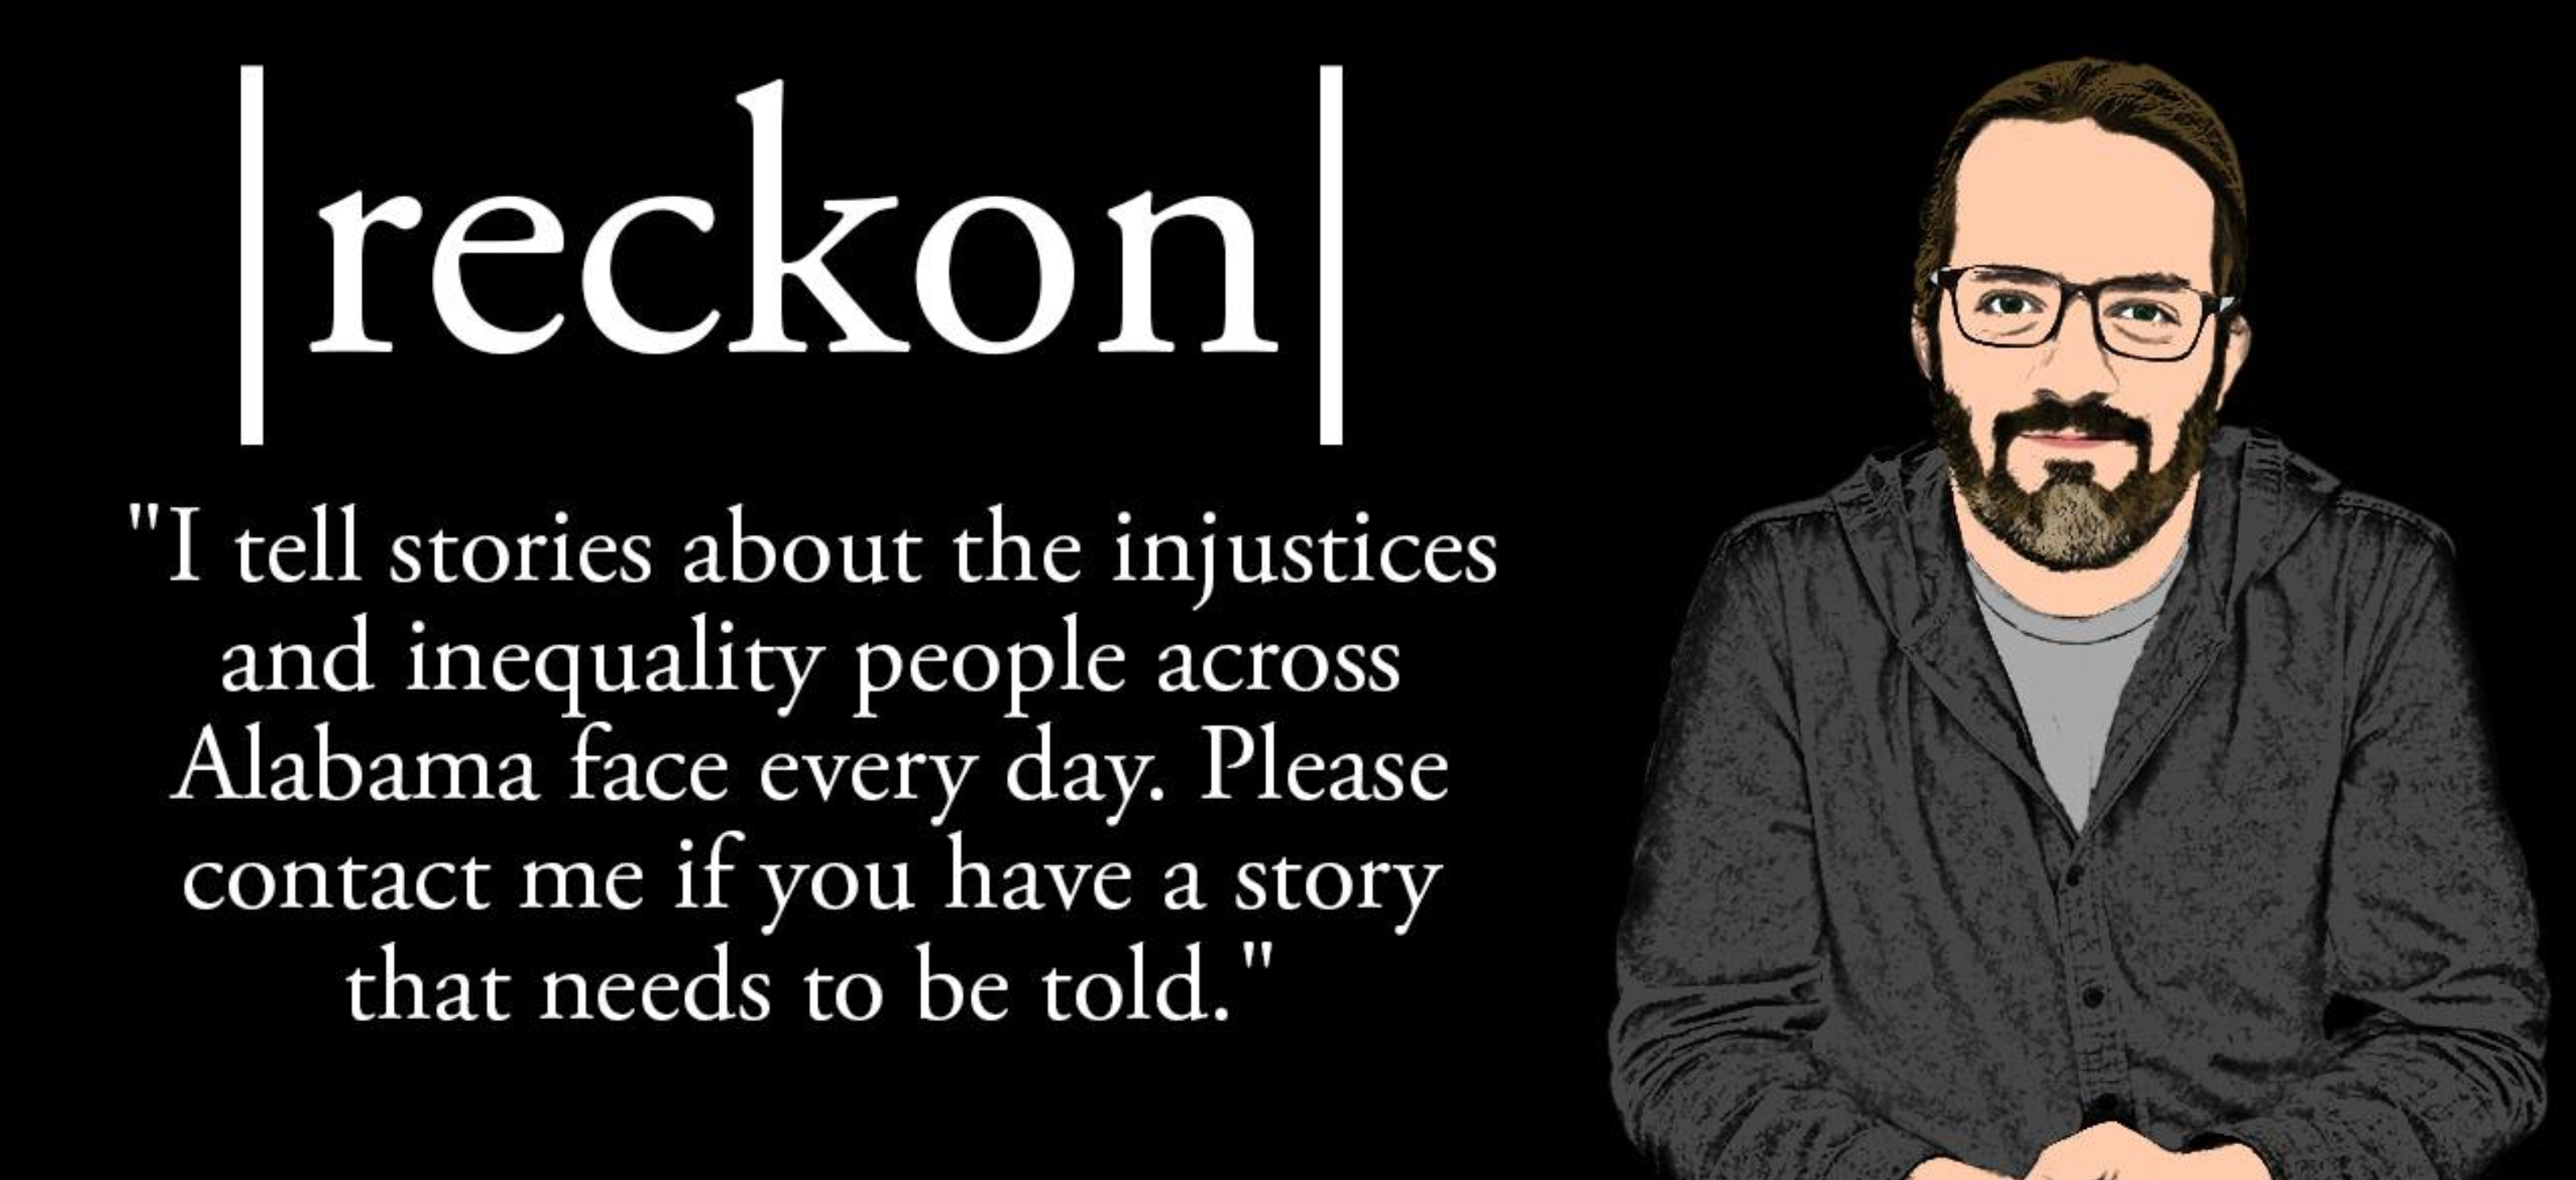 |reckon|
"I tell stories about the injustices
and inequality people across
Alabama face every day. Please
contact me if you have a story
that needs to be told."